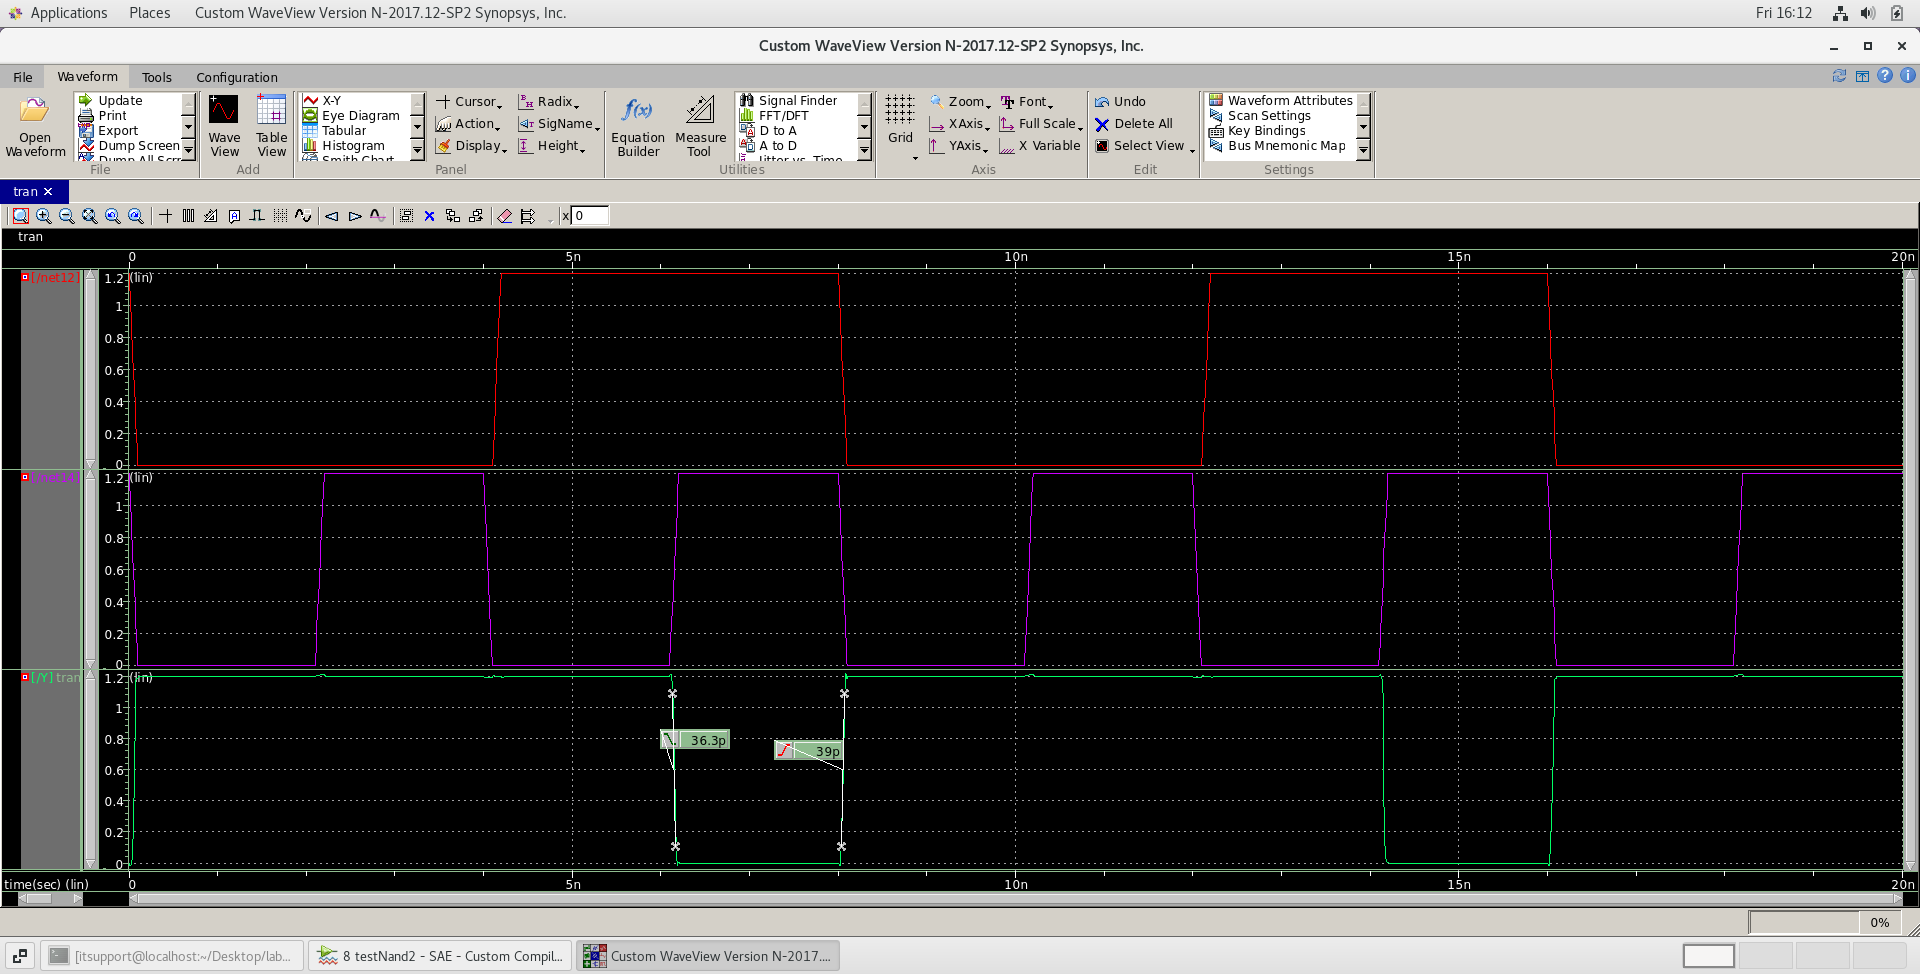 Applications Places Custom WaveView Version N-2017.12-SP2 Synopsys, Inc. Fri 16:12
Custom WaveView Version N-2017.12-SP2 Synopsys, Inc.
File Waveform Tools Configuration
Open Waveform
Update
Print
Export
Dump Screen
Dump All Scr
File
Wave View
Table View
Add
X-Y
Eye Diagram
Tabular
Histogram
Smith Chart
Cursor
Action
Display
Radix
SigName
Height
Panel
Equation Builder
Measure Tool
Signal Finder
FFT/DFT
D to A
A to D
Jitter vs. Time
Utilities
Grid
Zoom
XAxis
YAxis
Font
Full Scale
X Variable
Axis
Undo
Delete All
Select View
Edit
Waveform Attributes
Scan Settings
Key Bindings
Bus Mnemonic Map
Settings
tran
x 0
tran
0 5n 10n 15n 20n
[/net12]
1.2 (lin)
1
0.8
0.6
0.4
0.2
0
[/net14]
1.2 (lin)
1
0.8
0.6
0.4
0.2
0
[/Y] tran
1.2 (lin)
1
0.8
36.3p
39p
0.6
0.4
0.2
0
time(sec) (lin) 0 5n 10n 15n 20n
0%
[itsupport@localhost:~/Desktop/lab... 8 testNand2 - SAE - Custom Compil... Custom WaveView Version N-2017....